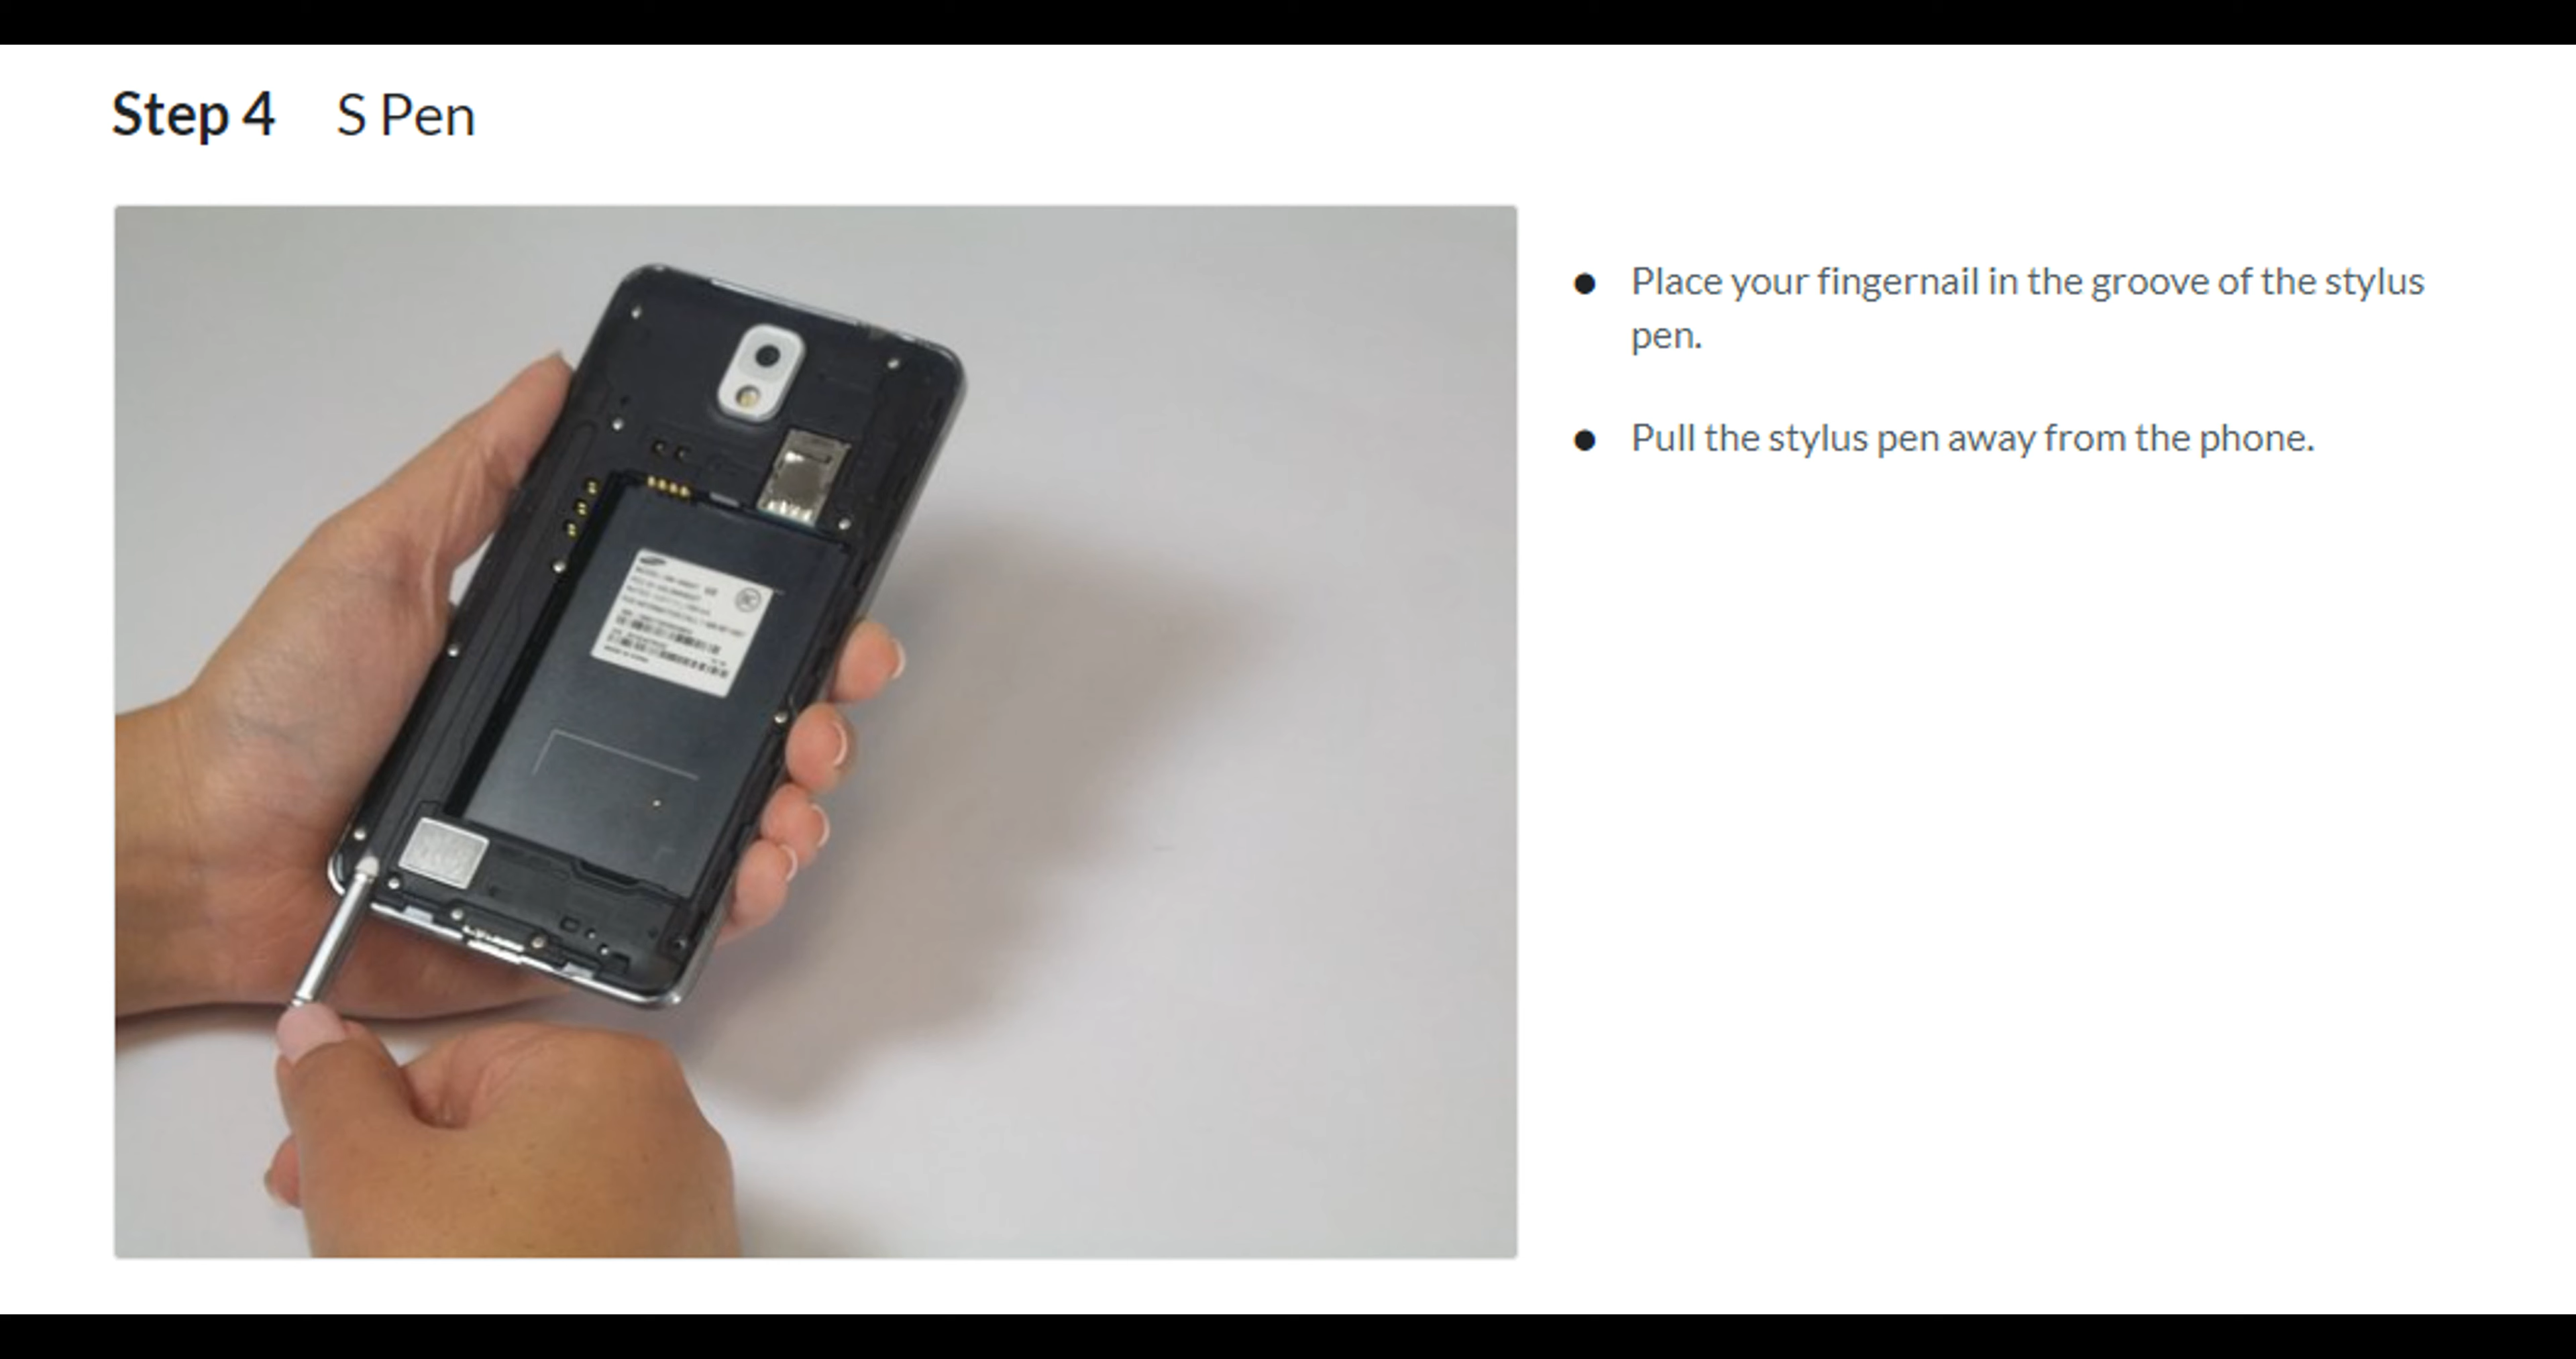 Step 4 S Pen
Place your fingernail in the groove of the stylus
pen.
Pull the stylus pen away from the phone.